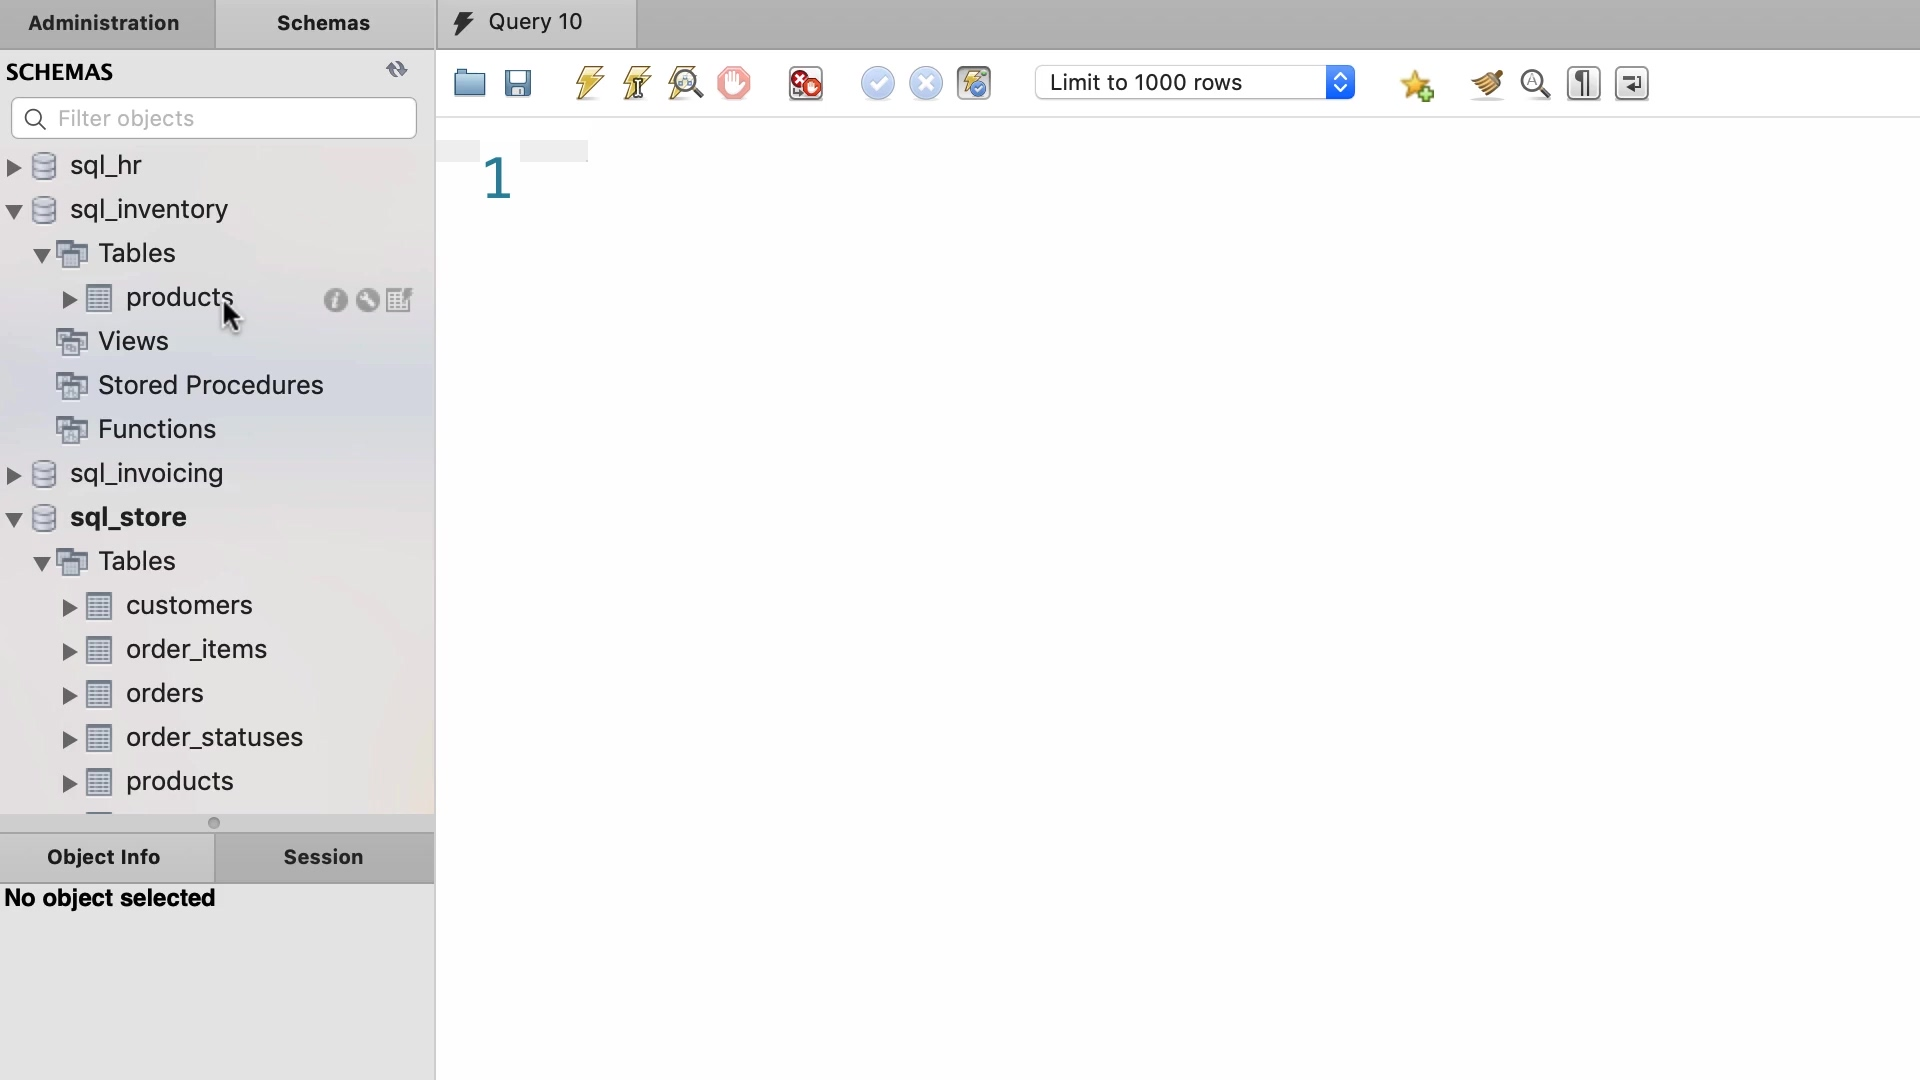 Administration
Schemas
Query 10
SCHEMAS
Limit to 1000 rows
Filter objects
sql_hr
sql_inventory
Tables
products
Views
Stored Procedures
Functions
sql_invoicing
sql_store
Tables
customers
order_items
orders
order_statuses
products
Object Info
Session
No object selected
1